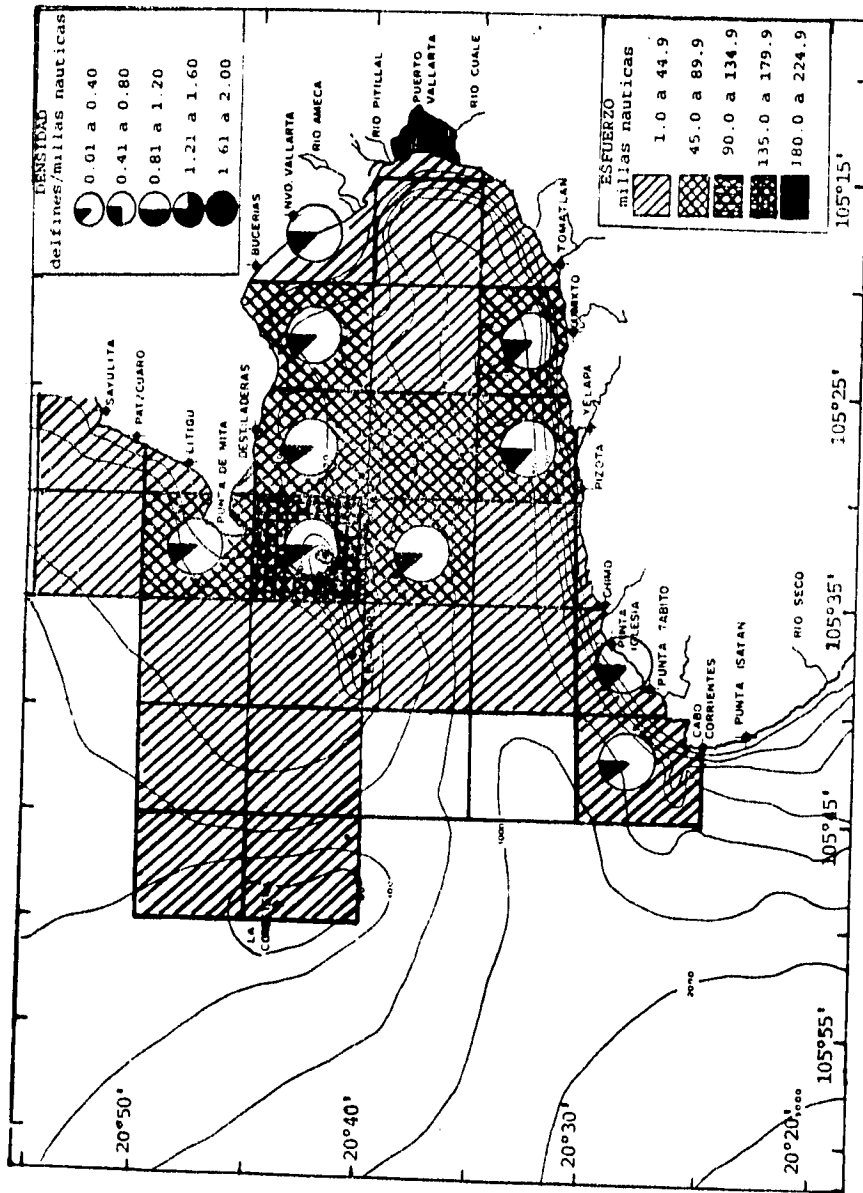 DENSIDAD
delfines/millas nauticas
0.01 a 0.40
0.41 a 0.80
0.81 a 1.20
1.21 a 1.60
1.61 a 2.00
ESFUERZO
millas nauticas
1.0 a 44.9
45.0 a 89.9
90.0 a 134.9
135.0 a 179.9
180.0 a 224.9
SAYULITA
LITIGU
PUNTA DE MITA
DESTILADERAS
BUCERIAS
NVO. VALLARTA
RIO AMECA
RIO PITILLAL
PUERTO
VALLARTA
RIO CUALE
TOMATLAN
YELAPA
PIZOTA
CHIMO
PUNTA
IGLESIA
PUNTA TABITO
CABO
CORRIENTES
PUNTA ISATAN
RIO SECO
LA
2000
20°50'
20°40'
20°30'
20°20'
105°55'
105°45'
105°35'
105°25'
105°15'